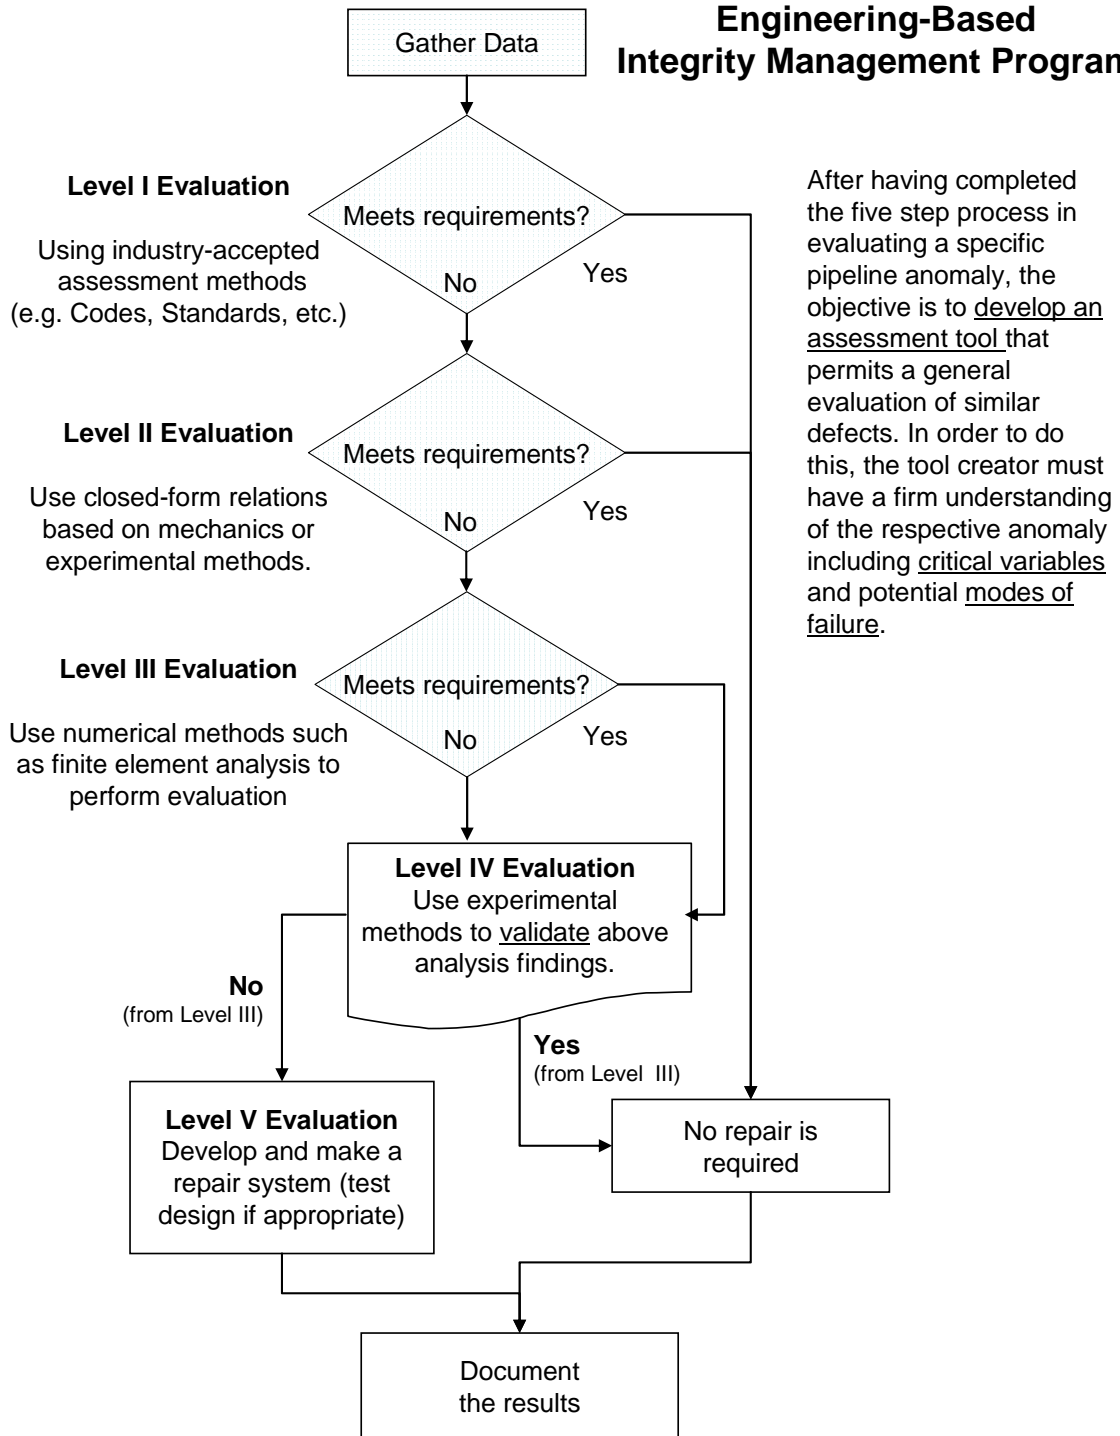 Engineering-Based
Integrity Management Program
Gather Data
Level I Evaluation
Using industry-accepted
assessment methods
(e.g. Codes, Standards, etc.)
Meets requirements?
No
Yes
After having completed
the five step process in
evaluating a specific
pipeline anomaly, the
objective is to develop an
assessment tool that
permits a general
evaluation of similar
defects. In order to do
this, the tool creator must
have a firm understanding
of the respective anomaly
including critical variables
and potential modes of
failure.
Level II Evaluation
Use closed-form relations
based on mechanics or
experimental methods.
Meets requirements?
No
Yes
Level III Evaluation
Use numerical methods such
as finite element analysis to
perform evaluation
Meets requirements?
No
Yes
Level IV Evaluation
Use experimental
methods to validate above
analysis findings.
No
(from Level III)
Yes
(from Level III)
Level V Evaluation
Develop and make a
repair system (test
design if appropriate)
No repair is
required
Document
the results